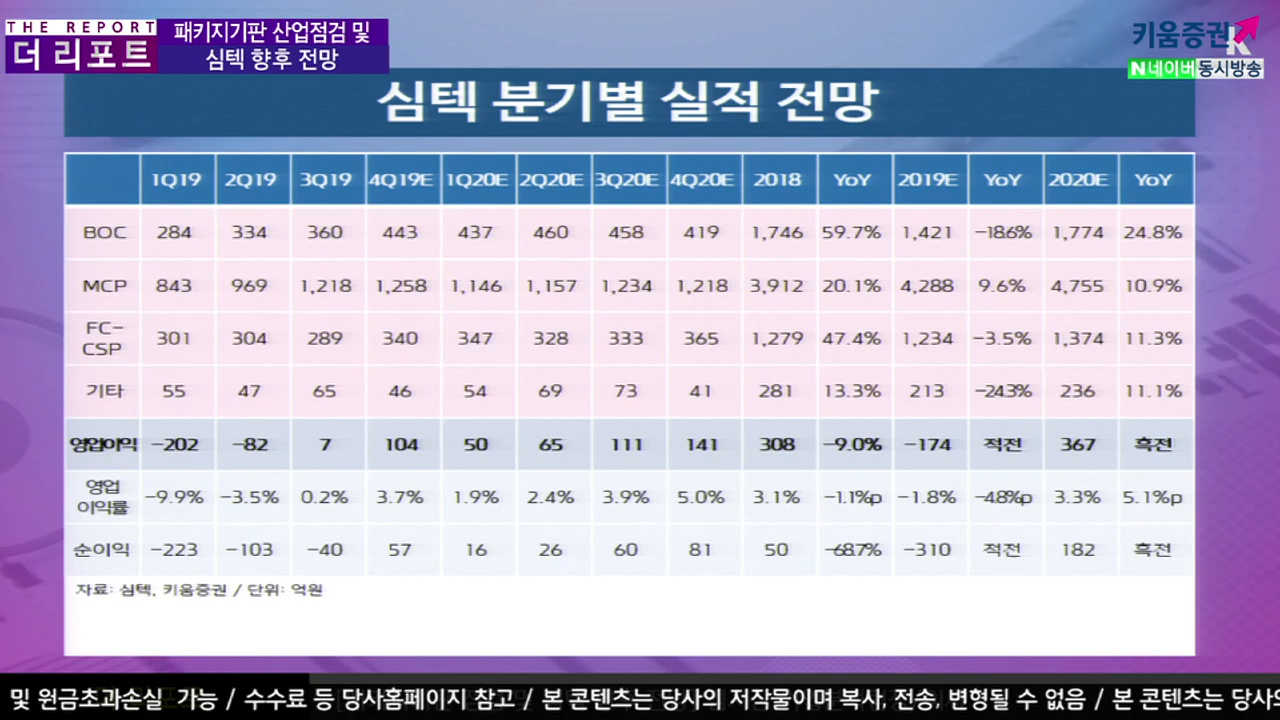 THE REPORT
더 리포트
패키지기판 산업점검 및
심텍 향후 전망
키움증권
N 네이버 동시방송
심텍 분기별 실적 전망
1Q19 2Q19 3Q19 4Q19E 1Q20E 2Q20E 3Q20E 4Q20E 2018 YoY 2019E YoY 2020E YoY
BOC 284 334 360 443 437 460 458 419 1,746 59.7% 1,421 -18.6% 1,774 24.8%
MCP 843 969 1,218 1,258 1,146 1,157 1,234 1,218 3,912 20.1% 4,288 9.6% 4,755 10.9%
FC-
CSP 301 304 289 340 347 328 333 365 1,279 47.4% 1,234 -3.5% 1,374 11.3%
기타 55 47 65 46 54 69 73 41 281 13.3% 213 -24.3% 236 11.1%
영업이익 -202 -82 7 104 50 65 111 141 308 -9.0% -174 적전 367 흑전
영업
이익률 -9.9% -3.5% 0.2% 3.7% 1.9% 2.4% 3.9% 5.0% 3.1% -1.1%p -1.8% -4.8%p 3.3% 5.1%p
순이익 -223 -103 -40 57 16 26 60 81 50 -68.7% -310 적전 182 흑전
자료: 심텍, 키움증권 / 단위: 억원
및 원금초과손실 가능 / 수수료 등 당사홈페이지 참고 / 본 콘텐츠는 당사의 저작물이며 복사, 전송, 변형될 수 없음 / 본 콘텐츠는 당사의